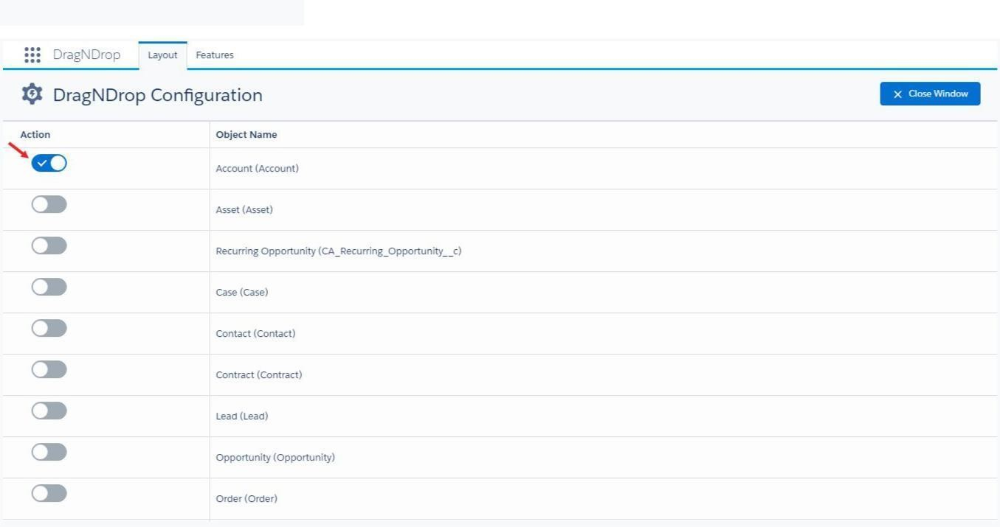 DragNDrop Layout Features
DragNDrop Configuration
Close Window
Action Object Name
Account (Account)
Asset (Asset)
Recurring Opportunity (CA_Recurring_Opportunity__c)
Case (Case)
Contact (Contact)
Contract (Contract)
Lead (Lead)
Opportunity (Opportunity)
Order (Order)